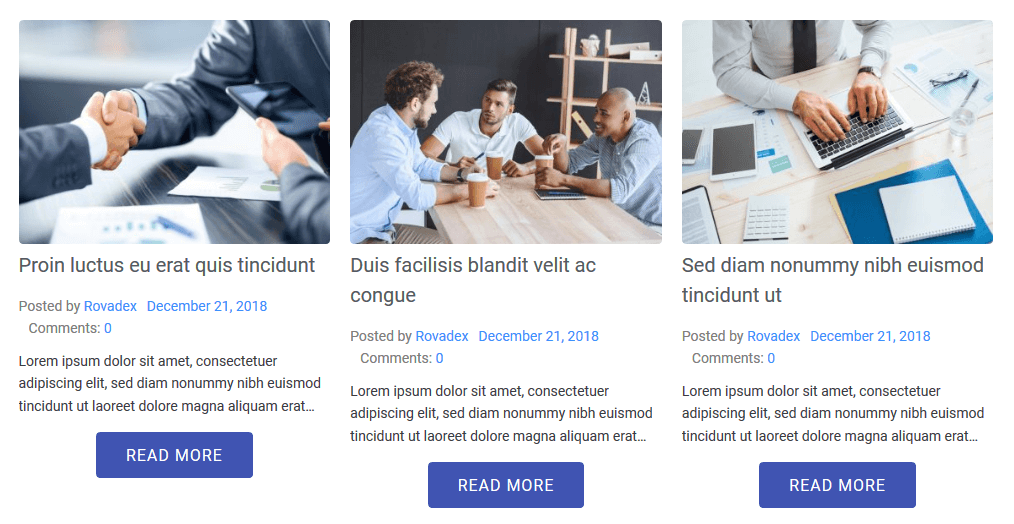 Proin luctus eu erat quis tincidunt
Posted by Rovadex December 21, 2018
Comments: 0
Lorem ipsum dolor sit amet, consectetuer
adipiscing elit, sed diam nonummy nibh euismod
tincidunt ut laoreet dolore magna aliquam erat…
READ MORE
Duis facilisis blandit velit ac
congue
Posted by Rovadex December 21, 2018
Comments: 0
Lorem ipsum dolor sit amet, consectetuer
adipiscing elit, sed diam nonummy nibh euismod
tincidunt ut laoreet dolore magna aliquam erat…
READ MORE
Sed diam nonummy nibh euismod
tincidunt ut
Posted by Rovadex December 21, 2018
Comments: 0
Lorem ipsum dolor sit amet, consectetuer
adipiscing elit, sed diam nonummy nibh euismod
tincidunt ut laoreet dolore magna aliquam erat…
READ MORE